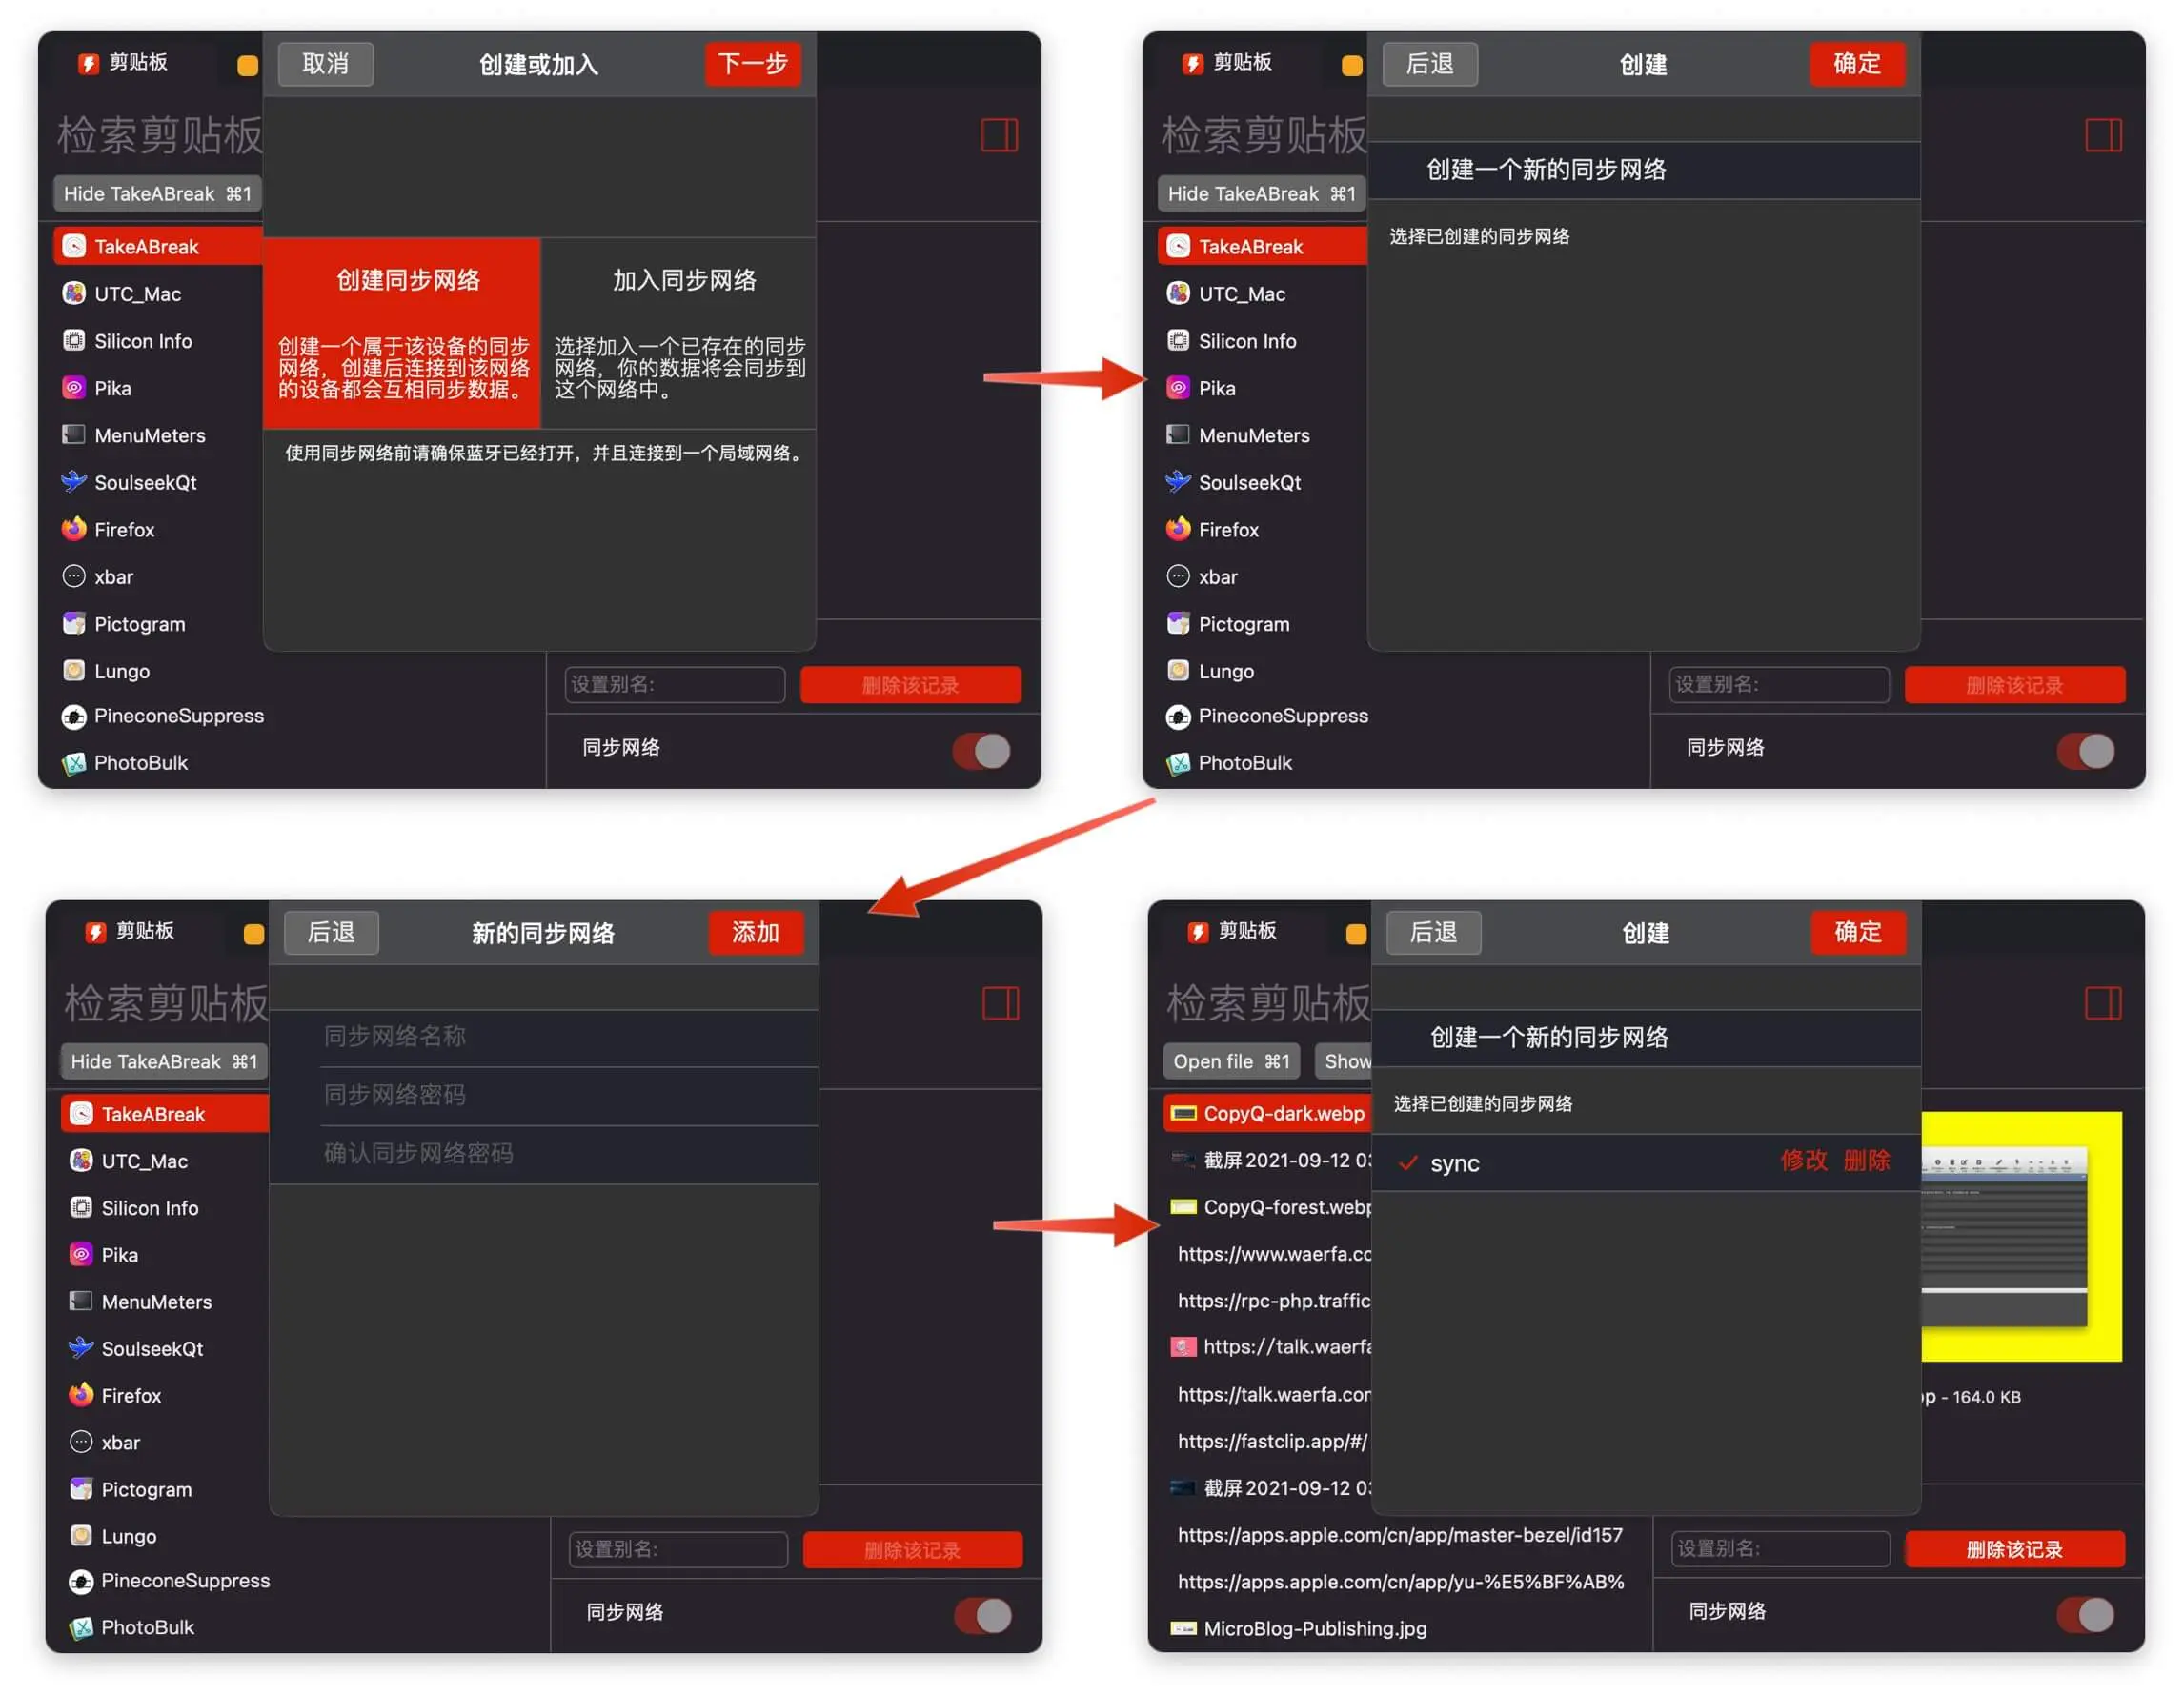 剪贴板
取消
创建或加入
下一步
检索剪贴板
Hide TakeABreak ⌘1
TakeABreak
UTC_Mac
Silicon Info
Pika
MenuMeters
SoulseekQt
Firefox
xbar
Pictogram
Lungo
PineconeSuppress
PhotoBulk
创建同步网络
创建一个属于该设备的同步
网络，创建后连接到该网络
的设备都会互相同步数据。
加入同步网络
选择加入一个已存在的同步
网络，你的数据将会同步到
这个网络中。
使用同步网络前请确保蓝牙已经打开，并且连接到一个局域网络。
设置别名:
删除该记录
同步网络
剪贴板
后退
创建
确定
检索剪贴板
Hide TakeABreak ⌘1
TakeABreak
UTC_Mac
Silicon Info
Pika
MenuMeters
SoulseekQt
Firefox
xbar
Pictogram
Lungo
PineconeSuppress
PhotoBulk
创建一个新的同步网络
选择已创建的同步网络
设置别名:
删除该记录
同步网络
剪贴板
后退
新的同步网络
添加
检索剪贴板
Hide TakeABreak ⌘1
TakeABreak
UTC_Mac
Silicon Info
Pika
MenuMeters
SoulseekQt
Firefox
xbar
Pictogram
Lungo
PineconeSuppress
PhotoBulk
同步网络名称
同步网络密码
确认同步网络密码
设置别名:
删除该记录
同步网络
剪贴板
后退
创建
确定
检索剪贴板
Open file ⌘1
Show
CopyQ-dark.webp
截屏2021-09-12 03
CopyQ-forest.webp
https://www.waerfa.co
https://rpc-php.traffic
https://talk.waerfa
https://talk.waerfa.com
https://fastclip.app/#/
截屏2021-09-12 03
https://apps.apple.com/cn/app/master-bezel/id157
https://apps.apple.com/cn/app/yu-%E5%BF%AB%
MicroBlog-Publishing.jpg
创建一个新的同步网络
选择已创建的同步网络
sync
修改 删除
p - 164.0 KB
设置别名:
删除该记录
同步网络